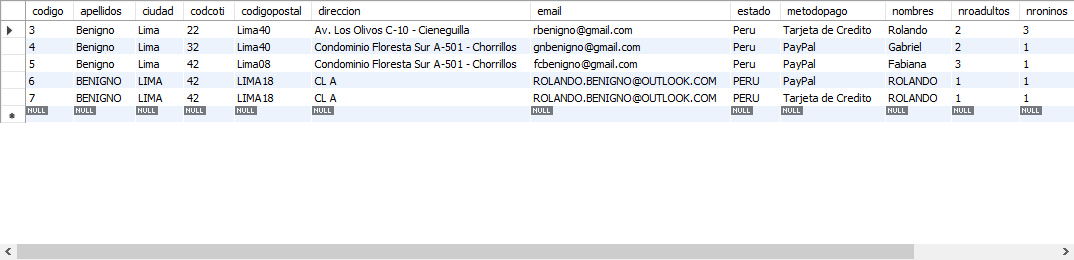 codigo apellidos ciudad codcoti codigopostal direccion email estado metodopago nombres nroadultos nroninos
3 Benigno Lima 22 Lima40 Av. Los Olivos C-10 - Cieneguilla rbenigno@gmail.com Peru Tarjeta de Credito Rolando 2 3
4 Benigno Lima 32 Lima40 Condominio Floresta Sur A-501 - Chorrillos gnbenigno@gmail.com Peru PayPal Gabriel 2 1
5 Benigno Lima 42 Lima08 Condominio Floresta Sur A-501 - Chorrillos fcbenigno@gmail.com Peru PayPal Fabiana 3 1
6 BENIGNO LIMA 42 LIMA18 CL A ROLANDO.BENIGNO@OUTLOOK.COM PERU PayPal ROLANDO 1 1
7 BENIGNO LIMA 42 LIMA18 CL A ROLANDO.BENIGNO@OUTLOOK.COM PERU Tarjeta de Credito ROLANDO 1 1
NULL NULL NULL NULL NULL NULL NULL NULL NULL NULL NULL NULL